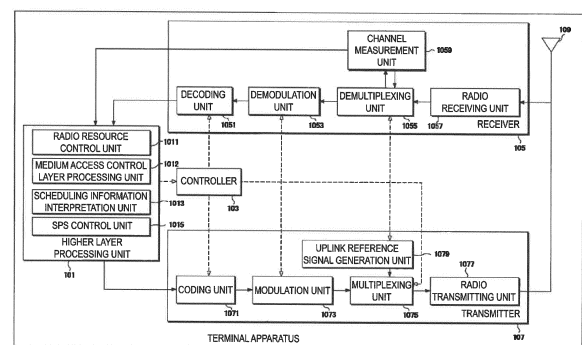 CHANNEL
MEASUREMENT
UNIT
1059
109
DECODING
UNIT
1051
DEMODULATION
UNIT
1053
DEMULTIPLEXING
UNIT
1055
RADIO
RECEIVING UNIT
1057
RECEIVER
105
RADIO RESOURCE
CONTROL UNIT
1011
MEDIUM ACCESS CONTROL
LAYER PROCESSING UNIT
1012
SCHEDULING INFORMATION
INTERPRETATION UNIT
1013
SPS CONTROL UNIT
1015
HIGHER LAYER
PROCESSING UNIT
101
CONTROLLER
103
UPLINK REFERENCE
SIGNAL GENERATION UNIT
1079
CODING UNIT
1071
MODULATION UNIT
1073
MULTIPLEXING
UNIT
1075
1077
RADIO
TRANSMITTING UNIT
TRANSMITTER
107
TERMINAL APPARATUS